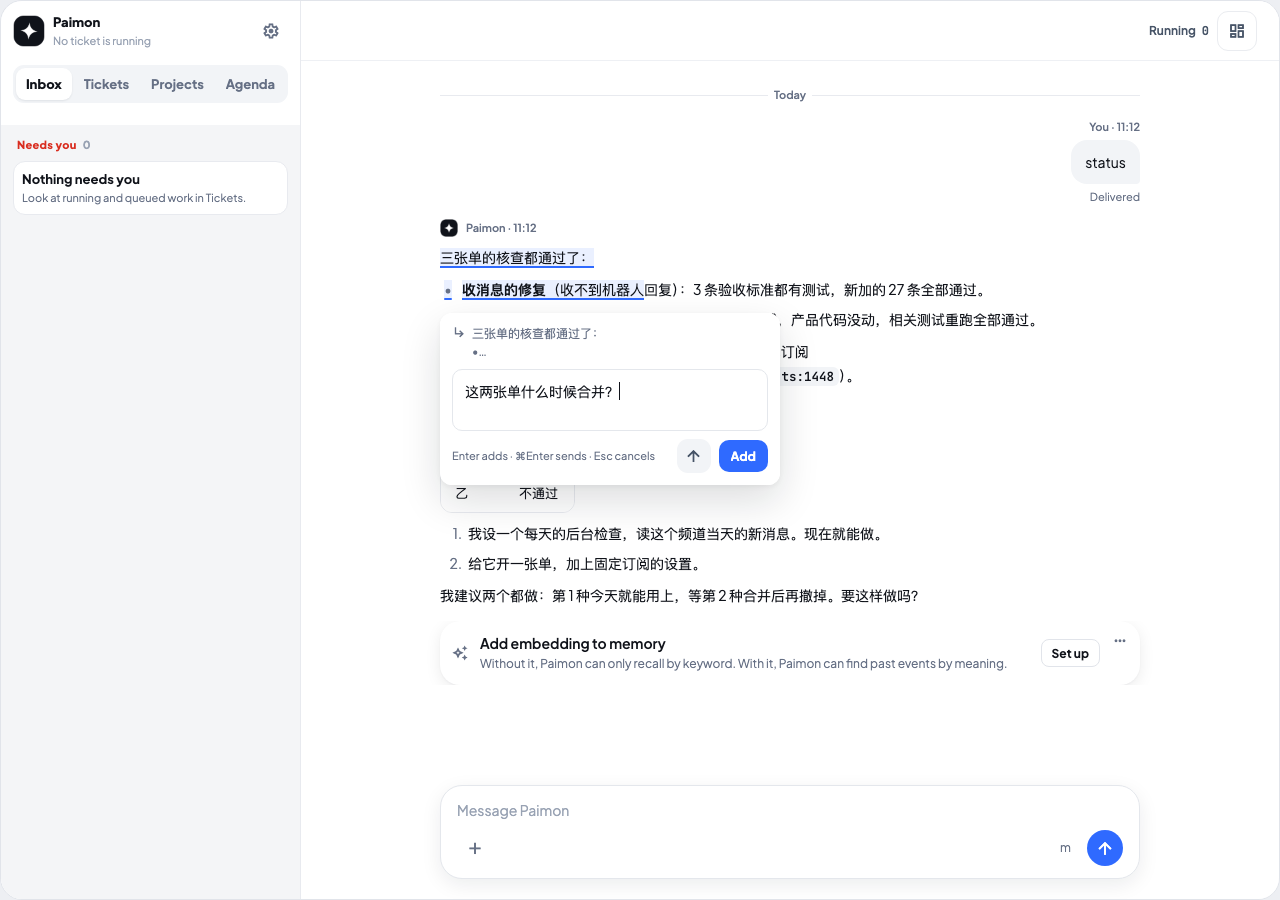 Paimon
No ticket is running
Inbox
Tickets
Projects
Agenda
Needs you 0
Nothing needs you
Look at running and queued work in Tickets.
Running 0
Today
You · 11:12
status
Delivered
Paimon · 11:12
三张单的核查都通过了：
• 收消息的修复（收不到机器人回复）：3 条验收标准都有测试，新加的 27 条全部通过。
，产品代码没动，相关测试重跑全部通过。
订阅
ts:1448 ）。
三张单的核查都通过了：
•…
这两张单什么时候合并？
Enter adds · ⌘Enter sends · Esc cancels
Add
乙 不通过
1. 我设一个每天的后台检查，读这个频道当天的新消息。现在就能做。
2. 给它开一张单，加上固定订阅的设置。
我建议两个都做：第 1 种今天就能用上，等第 2 种合并后再撤掉。要这样做吗？
Add embedding to memory
Without it, Paimon can only recall by keyword. With it, Paimon can find past events by meaning.
Set up
Message Paimon
m